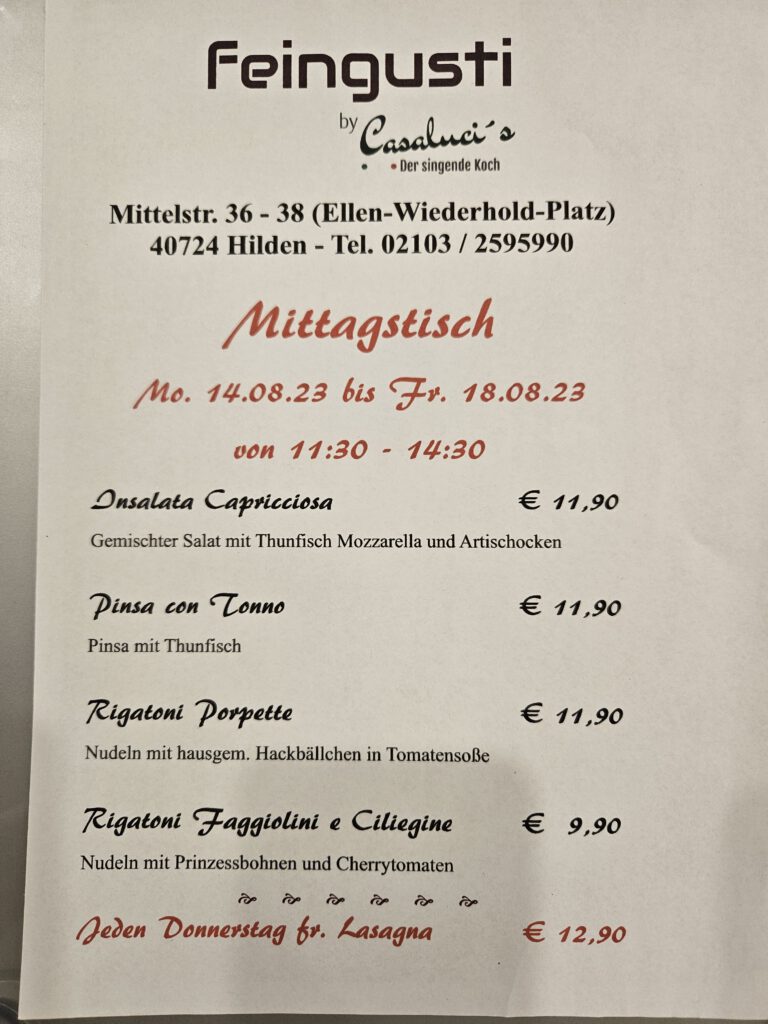 Feingusti
by Casaluci´s
Der singende Koch
Mittelstr. 36 - 38 (Ellen-Wiederhold-Platz)
40724 Hilden - Tel. 02103 / 2595990
Mittagstisch
Mo. 14.08.23 bis Fr. 18.08.23
von 11:30 - 14:30
Insalata Capricciosa € 11,90
Gemischter Salat mit Thunfisch Mozzarella und Artischocken
Pinsa con Tonno € 11,90
Pinsa mit Thunfisch
Rigatoni Porpette € 11,90
Nudeln mit hausgem. Hackbällchen in Tomatensoße
Rigatoni Faggiolini e Ciliegine € 9,90
Nudeln mit Prinzessbohnen und Cherrytomaten
Jeden Donnerstag fr. Lasagna € 12,90